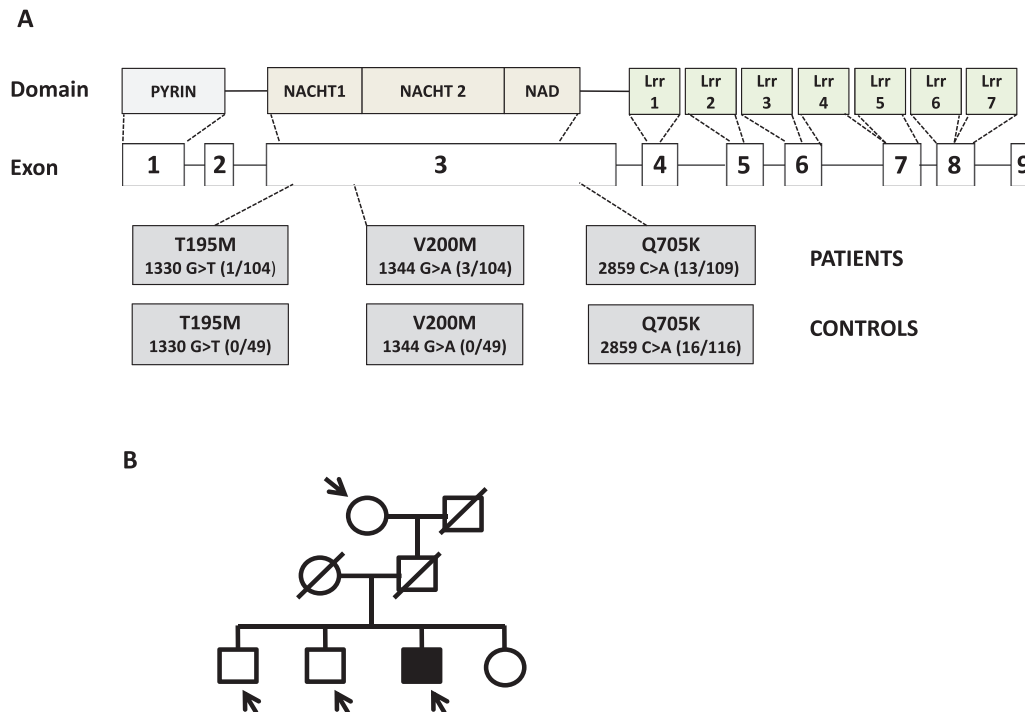 A
Domain
PYRIN
NACHT1
NACHT 2
NAD
Lrr
1
Lrr
2
Lrr
3
Lrr
4
Lrr
5
Lrr
6
Lrr
7
Exon
1
2
3
4
5
6
7
8
9
T195M
1330 G>T (1/104)
V200M
1344 G>A (3/104)
Q705K
2859 C>A (13/109)
PATIENTS
T195M
1330 G>T (0/49)
V200M
1344 G>A (0/49)
Q705K
2859 C>A (16/116)
CONTROLS
B